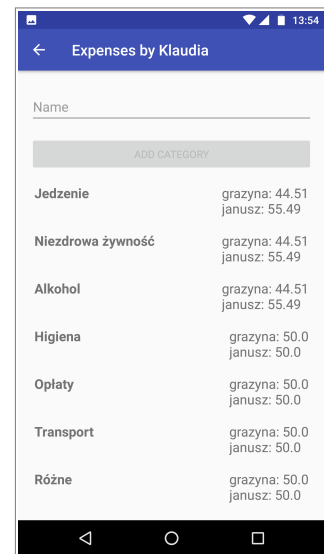 13:54
Expenses by Klaudia
Name
ADD CATEGORY
Jedzenie
grazyna: 44.51
janusz: 55.49
Niezdrowa żywność
grazyna: 44.51
janusz: 55.49
Alkohol
grazyna: 44.51
janusz: 55.49
Higiena
grazyna: 50.0
janusz: 50.0
Opłaty
grazyna: 50.0
janusz: 50.0
Transport
grazyna: 50.0
janusz: 50.0
Różne
grazyna: 50.0
janusz: 50.0